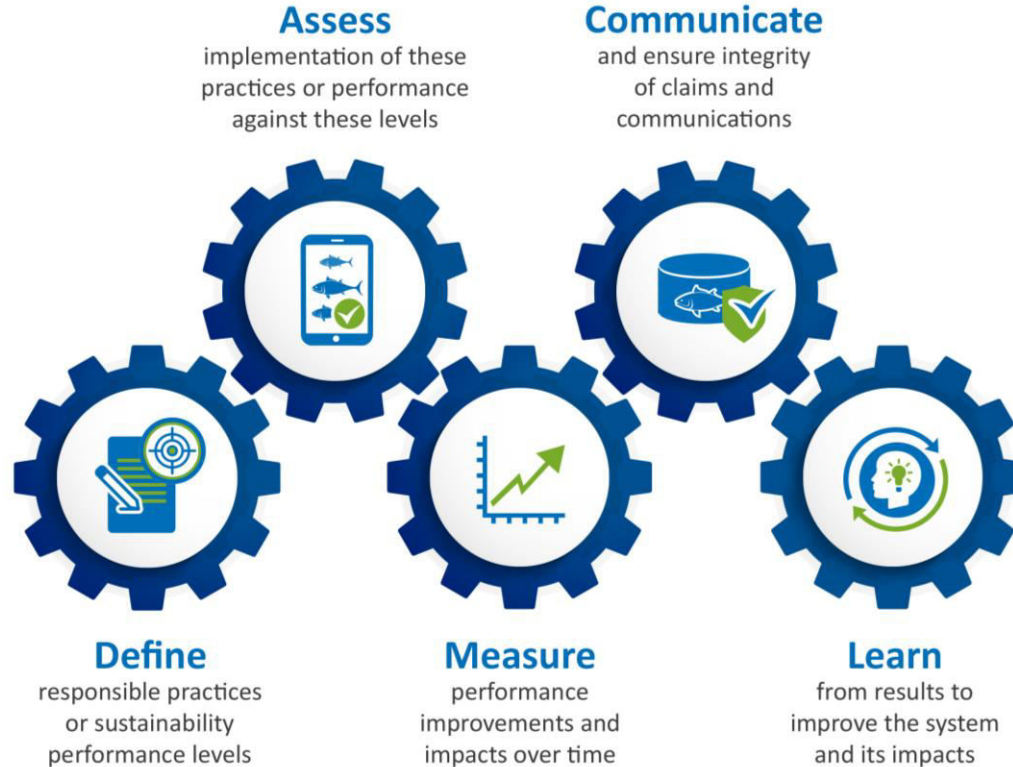 Assess
implementation of these
practices or performance
against these levels
Communicate
and ensure integrity
of claims and
communications
Define
responsible practices
or sustainability
performance levels
Measure
performance
improvements and
impacts over time
Learn
from results to
improve the system
and its impacts